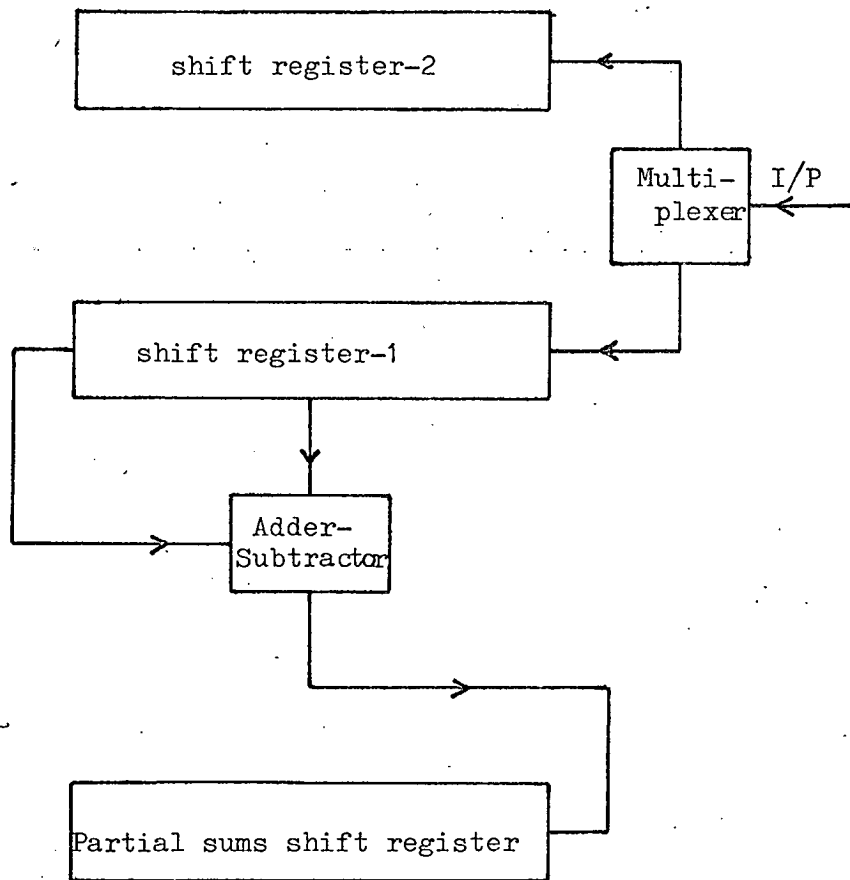 shift register-2
Multi-
plexer
I/P
shift register-1
Adder-
Subtractor
Partial sums shift register